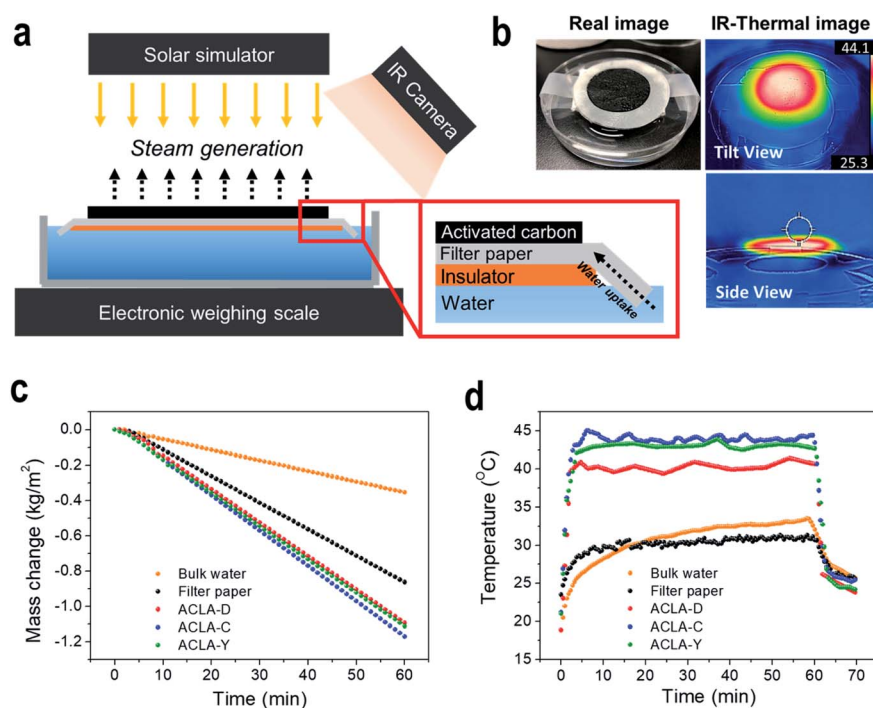 a
Solar simulator
IR Camera
Steam generation
Electronic weighing scale
Activated carbon
Filter paper
Insulator
Water
Water uptake
b
Real image
IR-Thermal image
44.1
25.3
Tilt View
Side View
c
Mass change (kg/m²)
0.0
-0.2
-0.4
-0.6
-0.8
-1.0
-1.2
Bulk water
Filter paper
ACLA-D
ACLA-C
ACLA-Y
0 10 20 30 40 50 60
Time (min)
d
Temperature (°C)
45
40
35
30
25
20
15
Bulk water
Filter paper
ACLA-D
ACLA-C
ACLA-Y
0 10 20 30 40 50 60 70
Time (min)